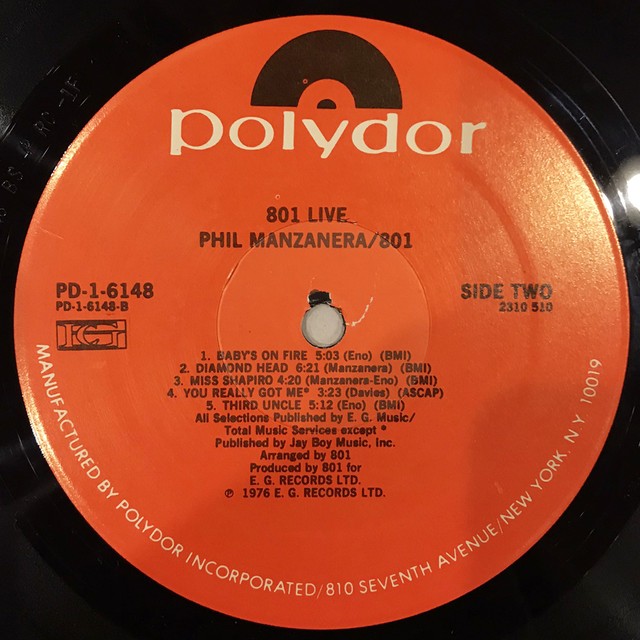 polydor
801 LIVE
PHIL MANZANERA/801
PD-1-6148
PD-1-6148-B
EG
SIDE TWO
2310 510
1. BABY'S ON FIRE 5:03 (Eno) (BMI)
2. DIAMOND HEAD 6:21 (Manzanera) (BMI)
3. MISS SHAPIRO 4:20 (Manzanera-Eno) (BMI)
4. YOU REALLY GOT ME* 3:23 (Davies) (ASCAP)
5. THIRD UNCLE 5:12 (Eno) (BMI)
All Selections Published by E. G. Music/
Total Music Services except *
Published by Jay Boy Music, Inc.
Arranged by 801
Produced by 801 for
E. G. RECORDS LTD.
℗ 1976 E. G. RECORDS LTD.
MANUFACTURED BY POLYDOR INCORPORATED/810 SEVENTH AVENUE/NEW YORK, N.Y. 10019